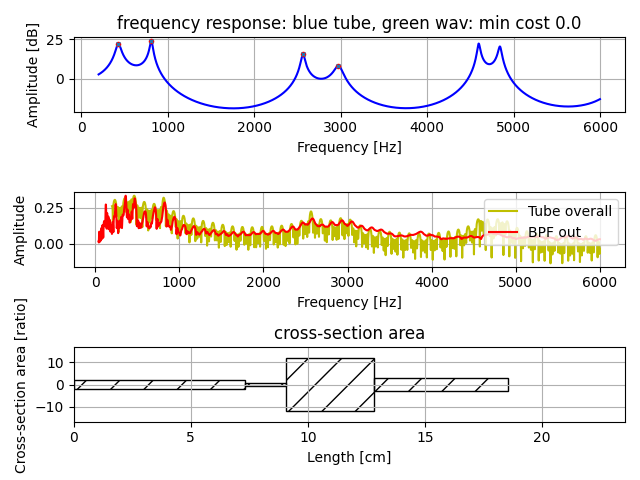 frequency response: blue tube, green wav: min cost 0.0
Amplitude [dB]
25
0
0
1000
2000
3000
4000
5000
6000
Frequency [Hz]
Amplitude
0.25
0.00
Tube overall
BPF out
0
1000
2000
3000
4000
5000
6000
Frequency [Hz]
cross-section area
Cross-section area [ratio]
10
0
−10
0
5
10
15
20
Length [cm]